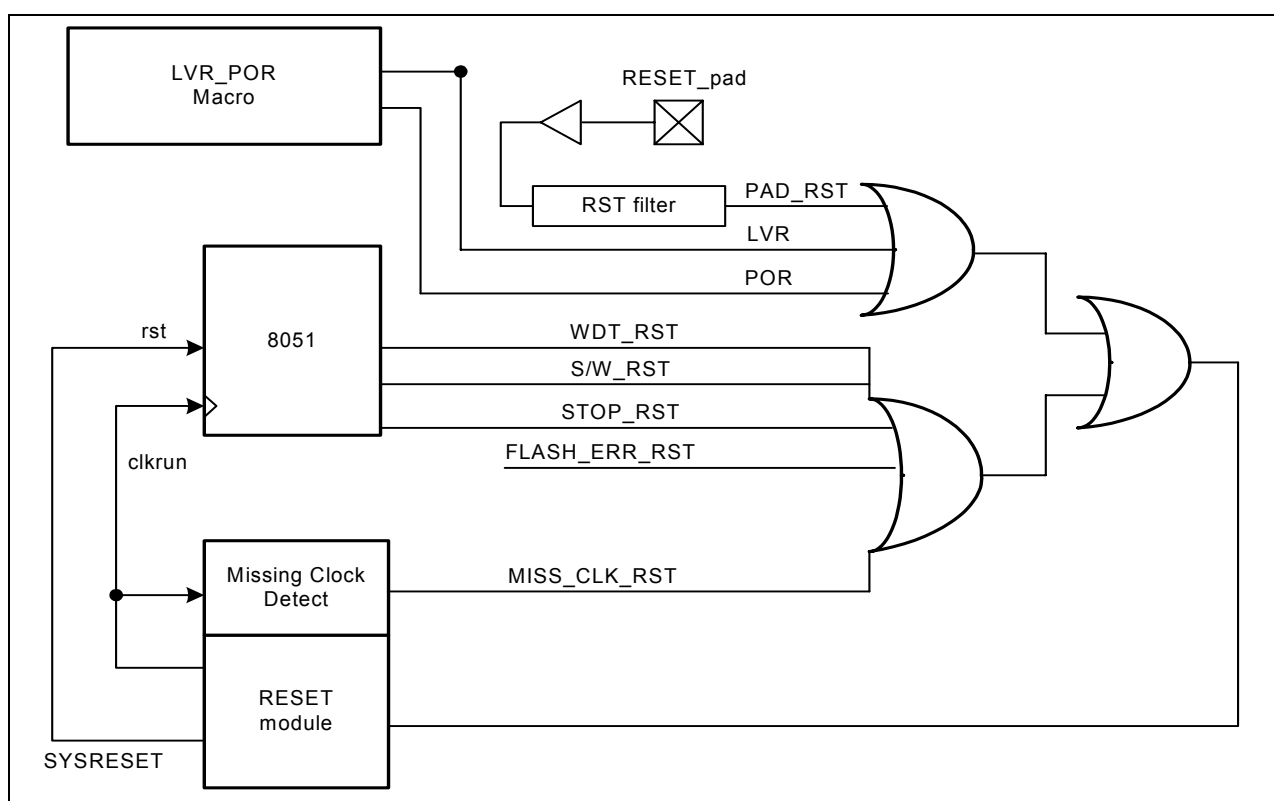 LVR_POR
Macro
RESET_pad
RST filter
PAD_RST
LVR
POR
rst
8051
WDT_RST
S/W_RST
STOP_RST
FLASH_ERR_RST
clkrun
Missing Clock
Detect
MISS_CLK_RST
RESET
module
SYSRESET